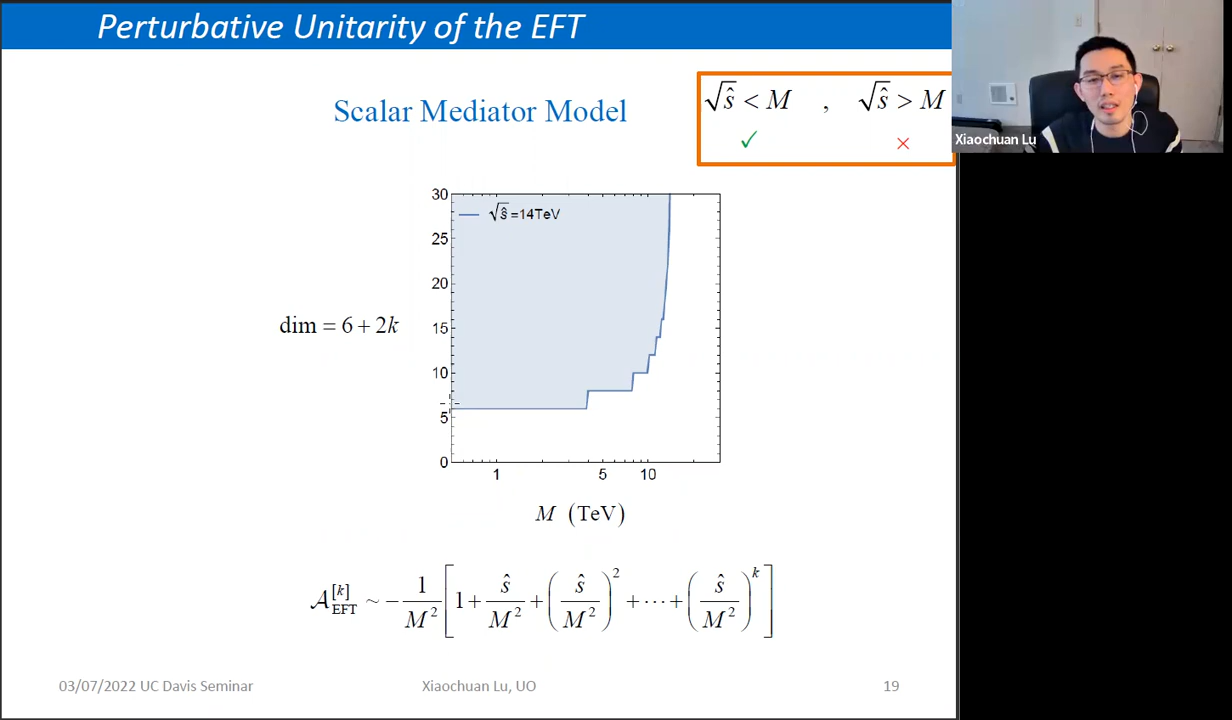 Perturbative Unitarity of the EFT
Scalar Mediator Model
√ŝ < M , √ŝ > M
✓ ×
Xiaochuan Lu
30
√ŝ =14TeV
25
20
dim = 6 + 2k
15
10
5
0
1 5 10
M (TeV)
𝒜_EFT^[k] ~ − 1/M² [ 1 + ŝ/M² + (ŝ/M²)² + ⋯ + (ŝ/M²)^k ]
03/07/2022 UC Davis Seminar
Xiaochuan Lu, UO
19